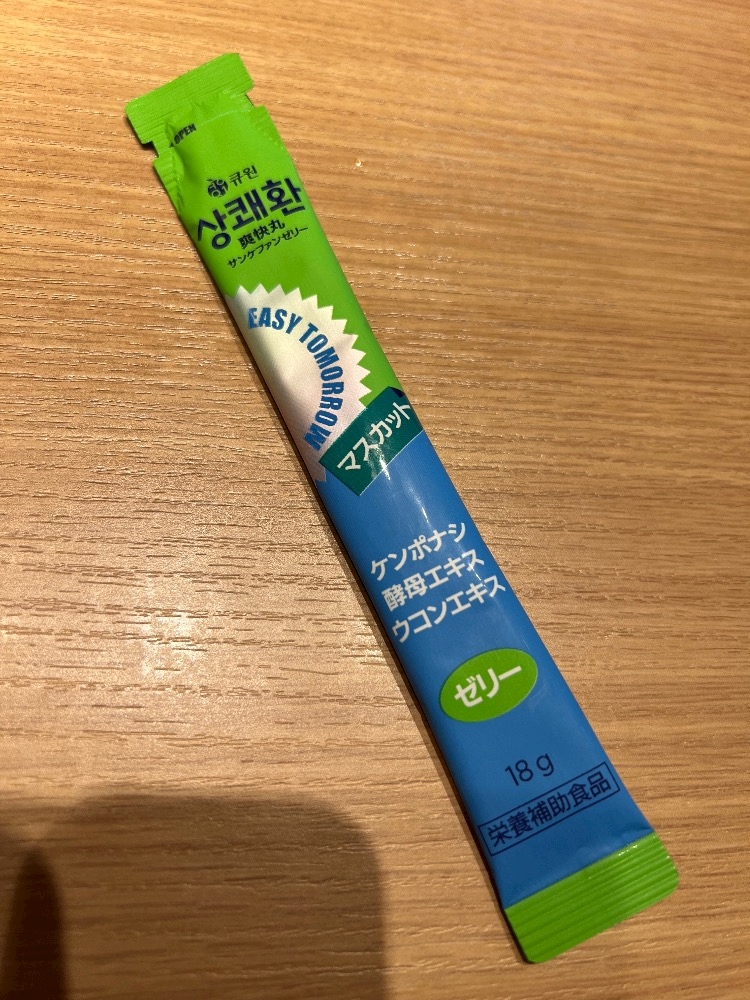 OPEN
큐원
상쾌환
爽快丸
サンケファンゼリー
EASY TOMORROW
マスカット
ケンポナシ
酵母エキス
ウコンエキス
ゼリー
18g
栄養補助食品